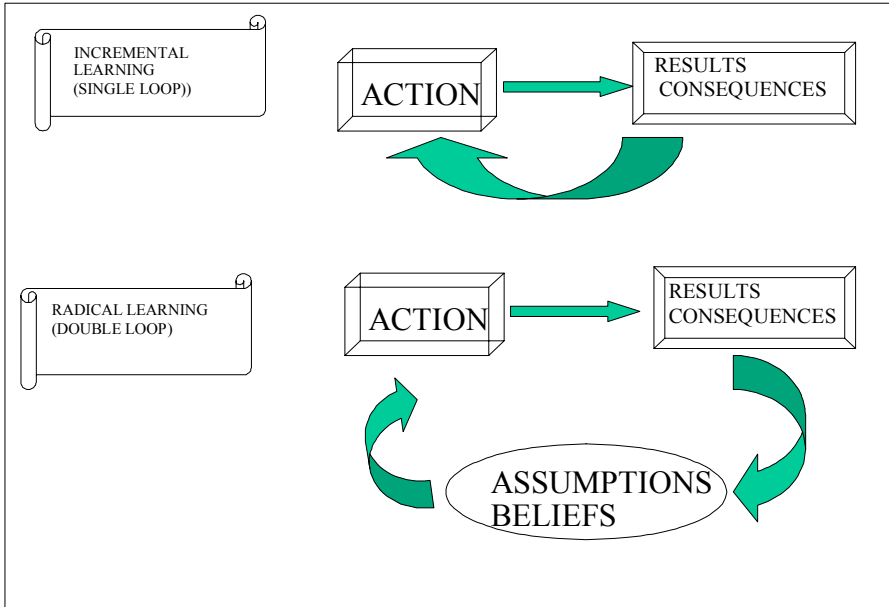 INCREMENTAL
LEARNING
(SINGLE LOOP))
ACTION
RESULTS
CONSEQUENCES
RADICAL LEARNING
(DOUBLE LOOP)
ACTION
RESULTS
CONSEQUENCES
ASSUMPTIONS
BELIEFS